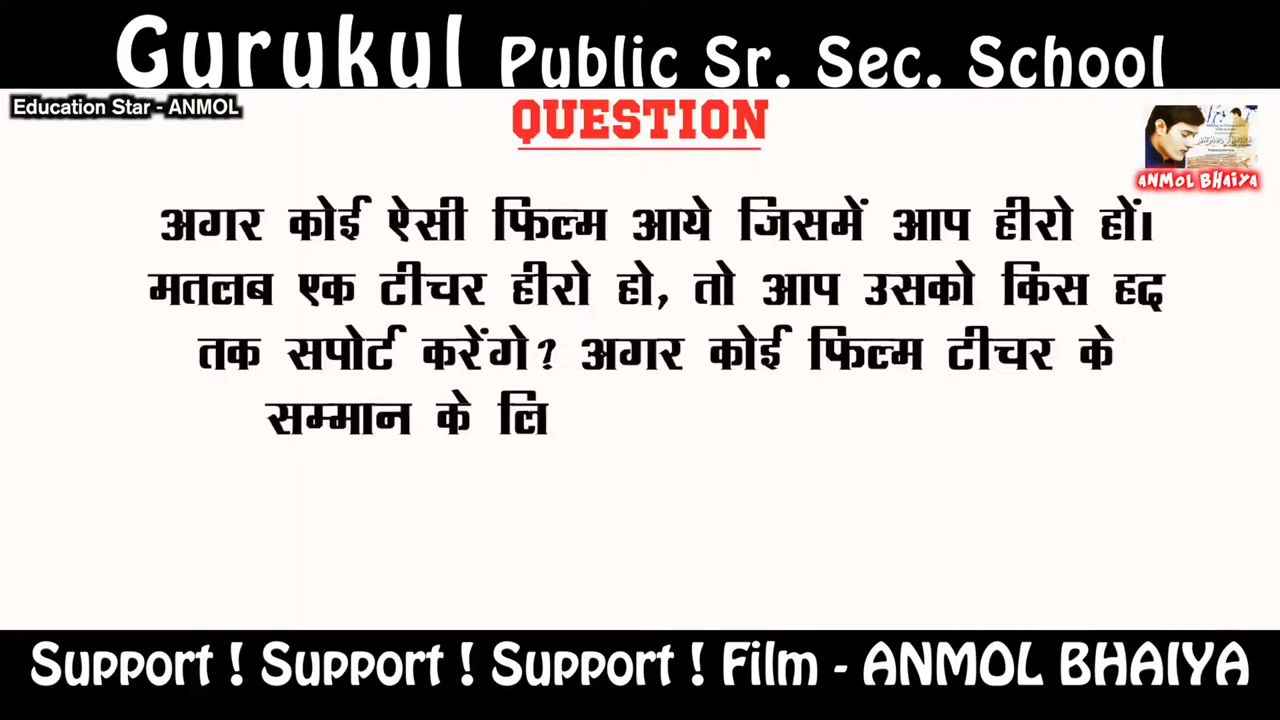 Gurukul Public Sr. Sec. School
Education Star - ANMOL
QUESTION
ANMOL BHAIYA
अगर कोई ऐसी फिल्म आये जिसमें आप हीरो हों।
मतलब एक टीचर हीरो हो, तो आप उसको किस हद
तक सपोर्ट करेंगे? अगर कोई फिल्म टीचर के
सम्मान के लि
Support ! Support ! Support ! Film - ANMOL BHAIYA